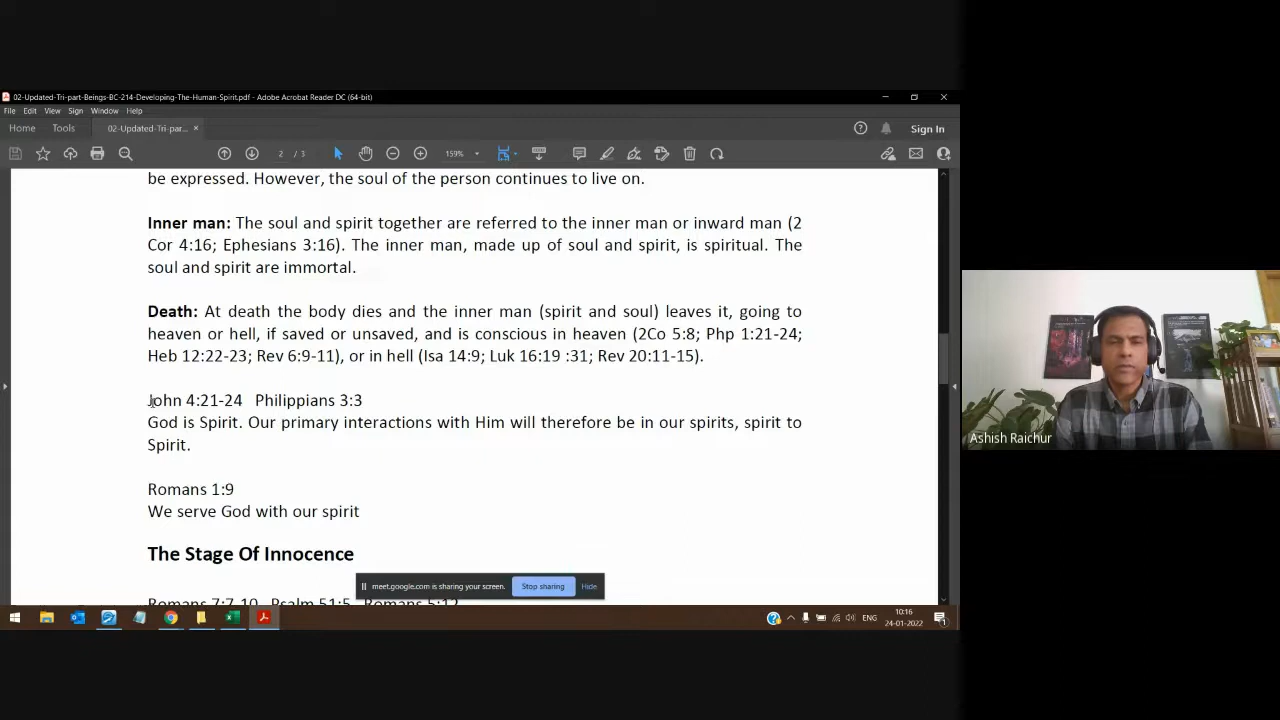 02-Updated-Tri-part-Beings-BC-214-Developing-The-Human-Spirit.pdf - Adobe Acrobat Reader DC (64-bit)
File Edit View Sign Window Help
Home Tools 02-Updated-Tri-par... × Sign In
2 / 3 159%
be expressed. However, the soul of the person continues to live on.
Inner man: The soul and spirit together are referred to the inner man or inward man (2
Cor 4:16; Ephesians 3:16). The inner man, made up of soul and spirit, is spiritual. The
soul and spirit are immortal.
Death: At death the body dies and the inner man (spirit and soul) leaves it, going to
heaven or hell, if saved or unsaved, and is conscious in heaven (2Co 5:8; Php 1:21-24;
Heb 12:22-23; Rev 6:9-11), or in hell (Isa 14:9; Luk 16:19 :31; Rev 20:11-15).
John 4:21-24 Philippians 3:3
God is Spirit. Our primary interactions with Him will therefore be in our spirits, spirit to
Spirit.
Romans 1:9
We serve God with our spirit
The Stage Of Innocence
Romans 7:7-10 Psalm 51:5 Romans 5:12
meet.google.com is sharing your screen. Stop sharing Hide
ENG
10:16
24-01-2022
Ashish Raichur